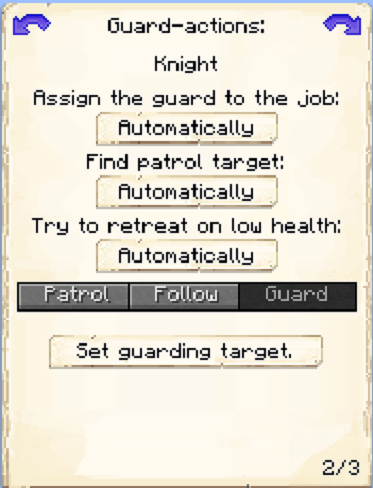 Guard-actions:
Knight
Assign the guard to the job:
Automatically
Find patrol target:
Automatically
Try to retreat on low health:
Automatically
Patrol Follow Guard
Set guarding target.
2/3